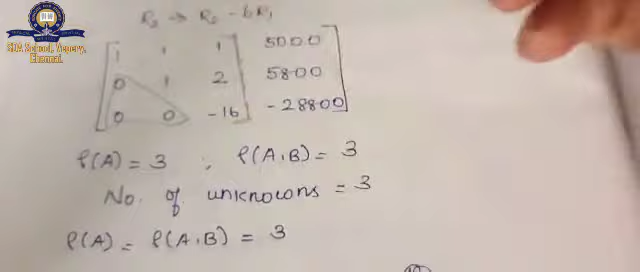 SDA School, Vepery,
Chennai.
R₃ → R₃ - 6R₁
1 1 1 5000
0 1 2 5800
0 0 -16 -28800
ρ(A) = 3 ; ρ(A,B) = 3
No. of unknowns = 3
ρ(A) = ρ(A,B) = 3